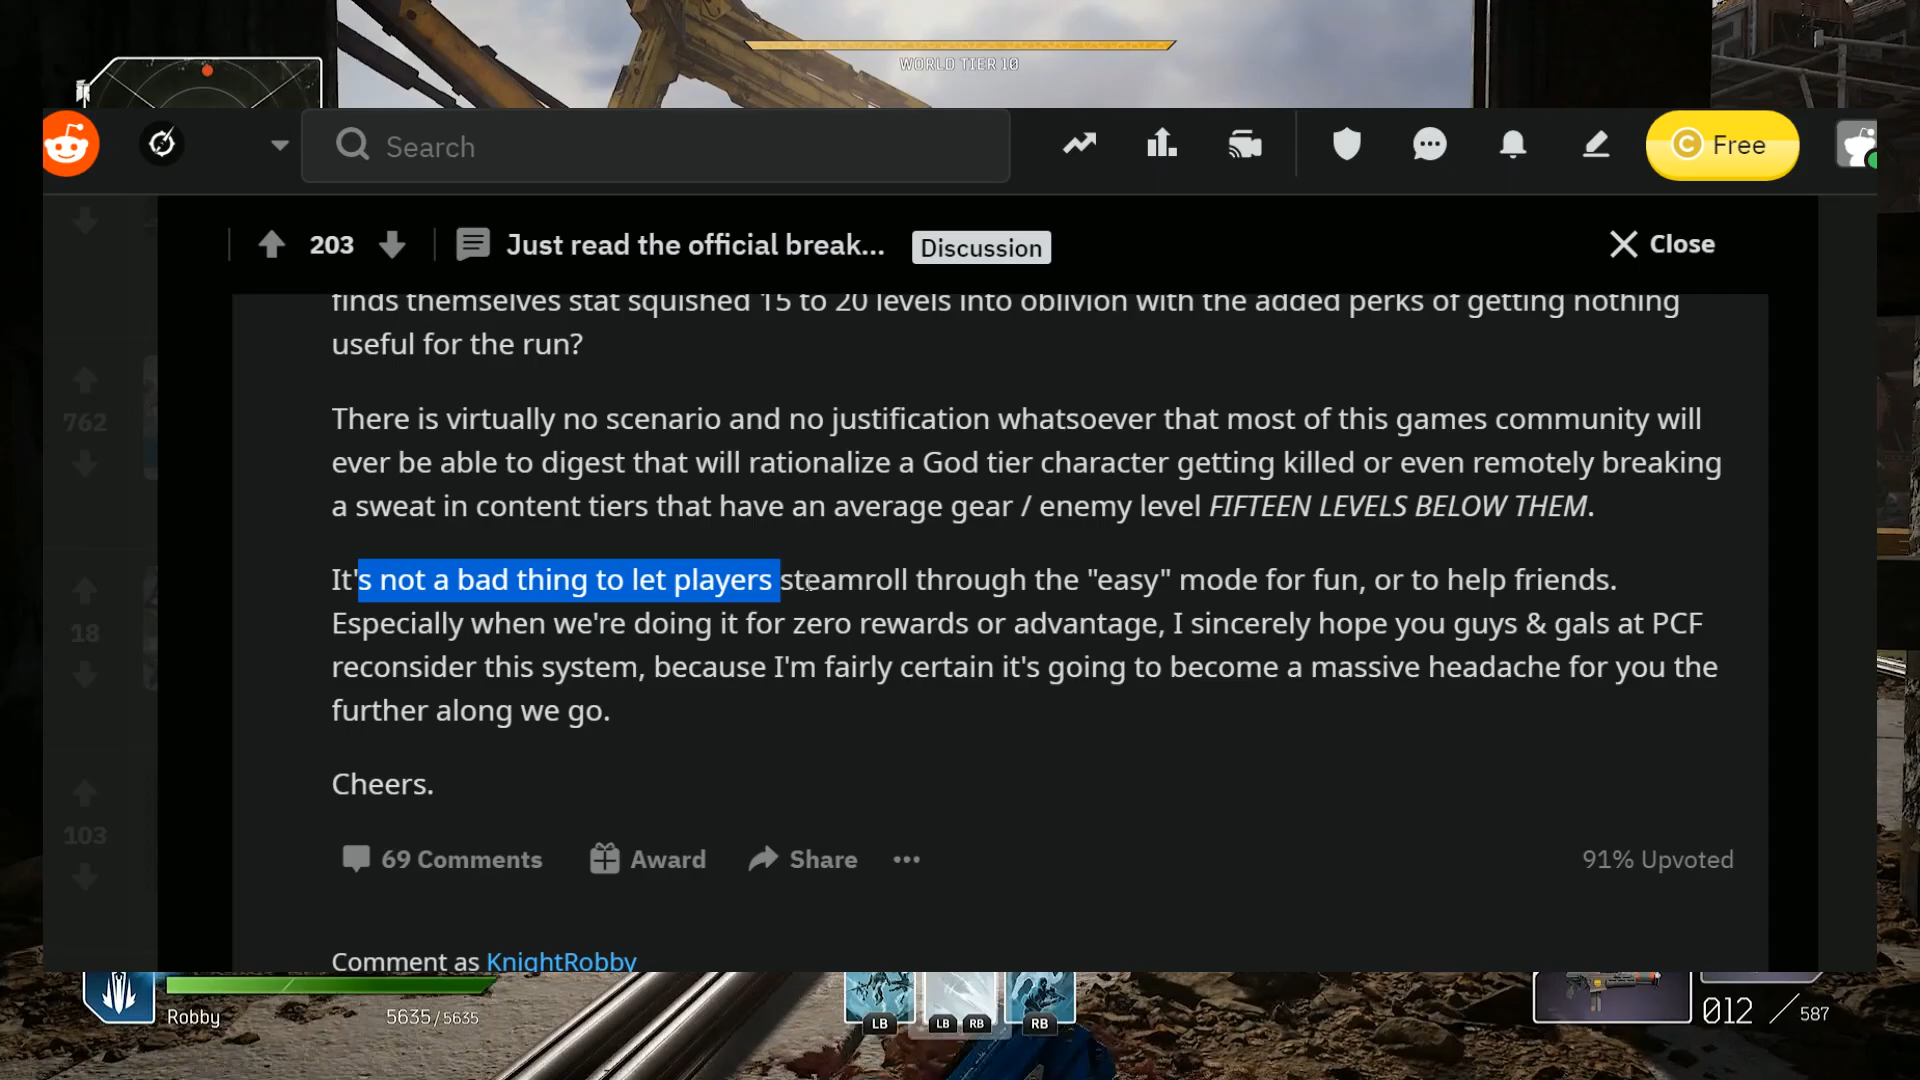 WORLD TIER 10
Search
Free
203
Just read the official break...
Discussion
Close
finds themselves stat squished 15 to 20 levels into oblivion with the added perks of getting nothing
useful for the run?
There is virtually no scenario and no justification whatsoever that most of this games community will
ever be able to digest that will rationalize a God tier character getting killed or even remotely breaking
a sweat in content tiers that have an average gear / enemy level FIFTEEN LEVELS BELOW THEM.
762
It's not a bad thing to let players steamroll through the "easy" mode for fun, or to help friends.
Especially when we're doing it for zero rewards or advantage, I sincerely hope you guys & gals at PCF
18
reconsider this system, because I'm fairly certain it's going to become a massive headache for you the
further along we go.
Cheers.
103
69 Comments
Award
Share
91% Upvoted
Comment as KnightRobby
Robby
5635/5635
LB
LB RB
RB
012 / 587